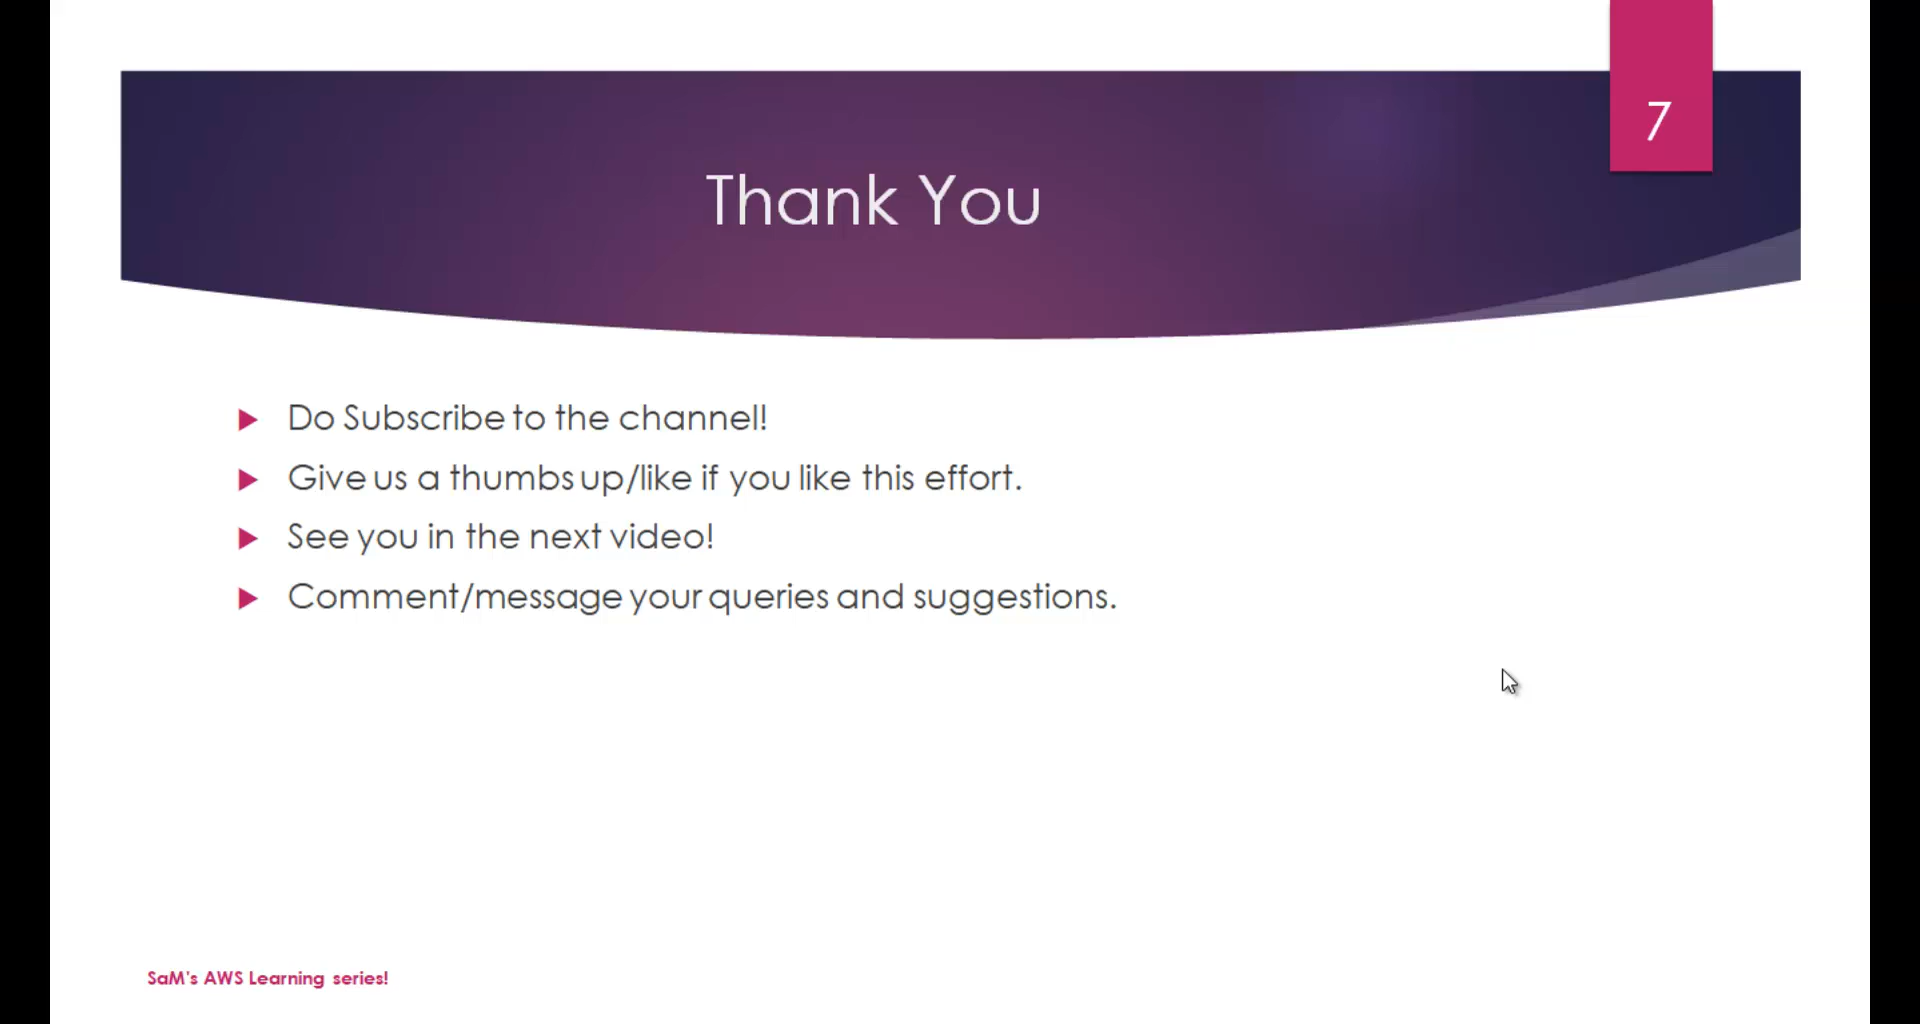 7
Thank You
Do Subscribe to the channel!
Give us a thumbs up/like if you like this effort.
See you in the next video!
Comment/message your queries and suggestions.
SaM's AWS Learning series!